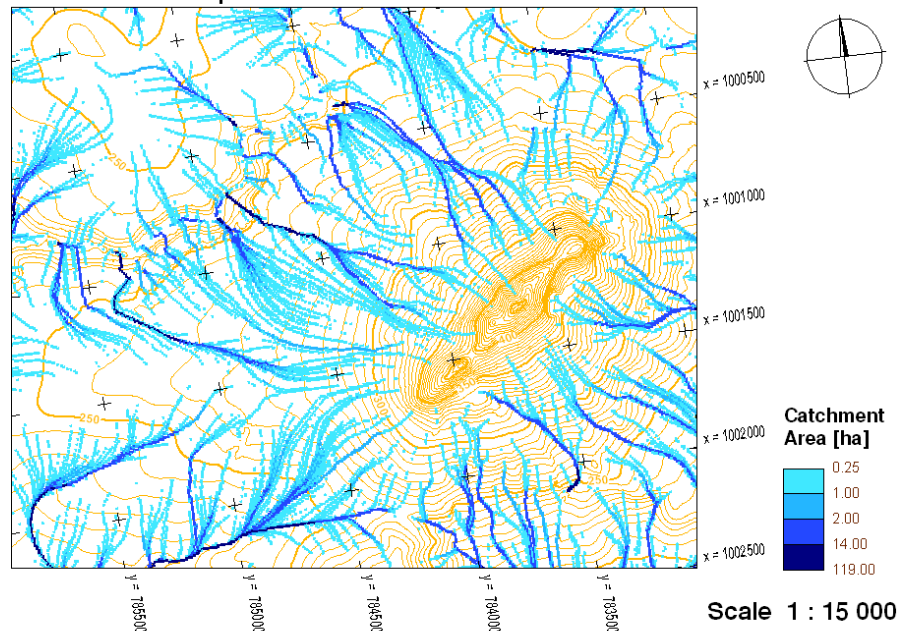 x = 1000500
x = 1001000
x = 1001500
x = 1002000
x = 1002500
250
250
250
Catchment
Area [ha]
0.25
1.00
2.00
14.00
119.00
y =
785500
y =
785000
y =
784500
y =
784000
y =
783500
Scale 1 : 15 000